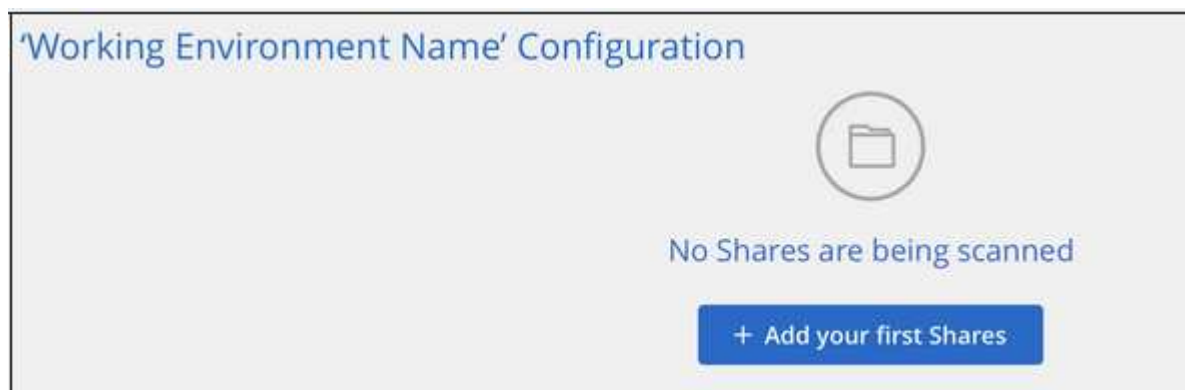 ‘Working Environment Name’ Configuration
No Shares are being scanned
+ Add your first Shares